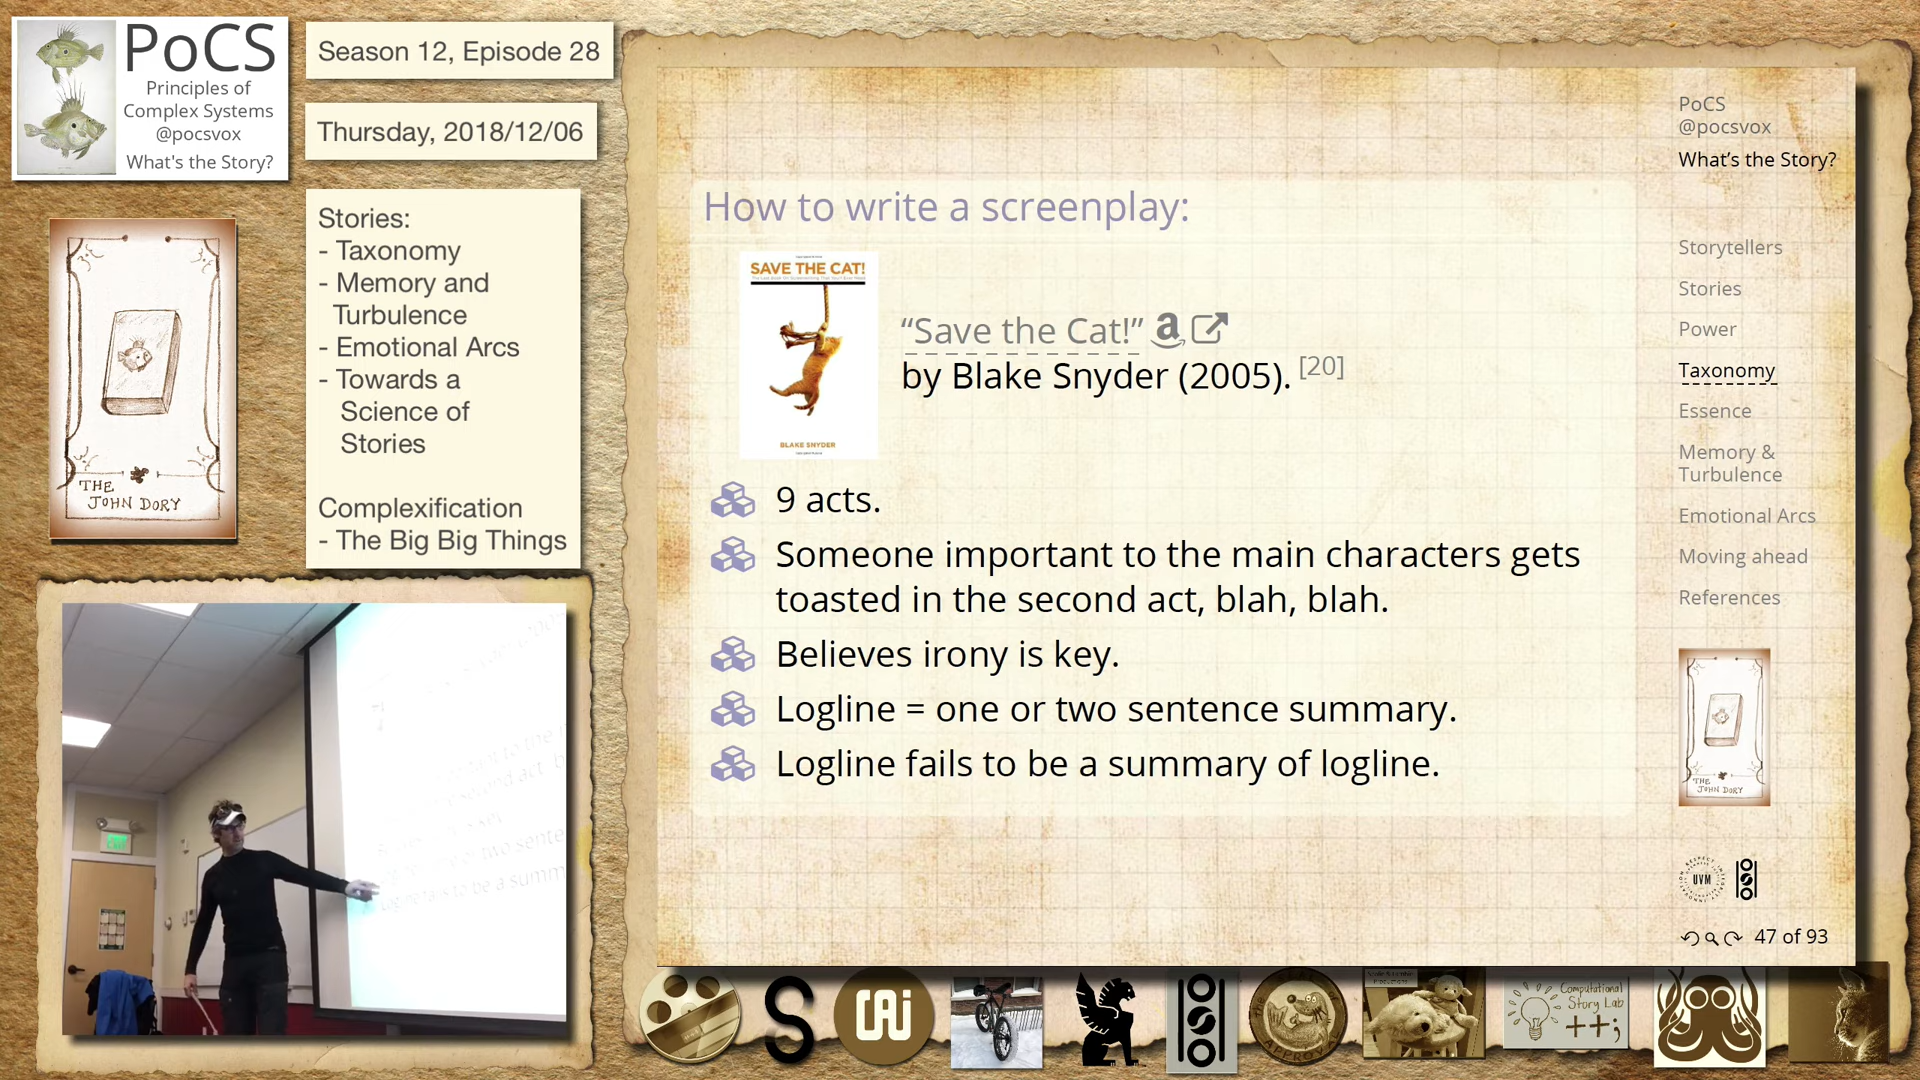 PoCS
Principles of
Complex Systems
@pocsvox
What's the Story?
Season 12, Episode 28
Thursday, 2018/12/06
Stories:
- Taxonomy
- Memory and
Turbulence
- Emotional Arcs
- Towards a
Science of
Stories
Complexification
- The Big Big Things
THE
JOHN DORY
How to write a screenplay:
SAVE THE CAT!
BLAKE SNYDER
“Save the Cat!”
by Blake Snyder (2005). [20]
9 acts.
Someone important to the main characters gets
toasted in the second act, blah, blah.
Believes irony is key.
Logline = one or two sentence summary.
Logline fails to be a summary of logline.
PoCS
@pocsvox
What’s the Story?
Storytellers
Stories
Power
Taxonomy
Essence
Memory &
Turbulence
Emotional Arcs
Moving ahead
References
THE
JOHN DORY
UVM
47 of 93
Computational
Story Lab
++;